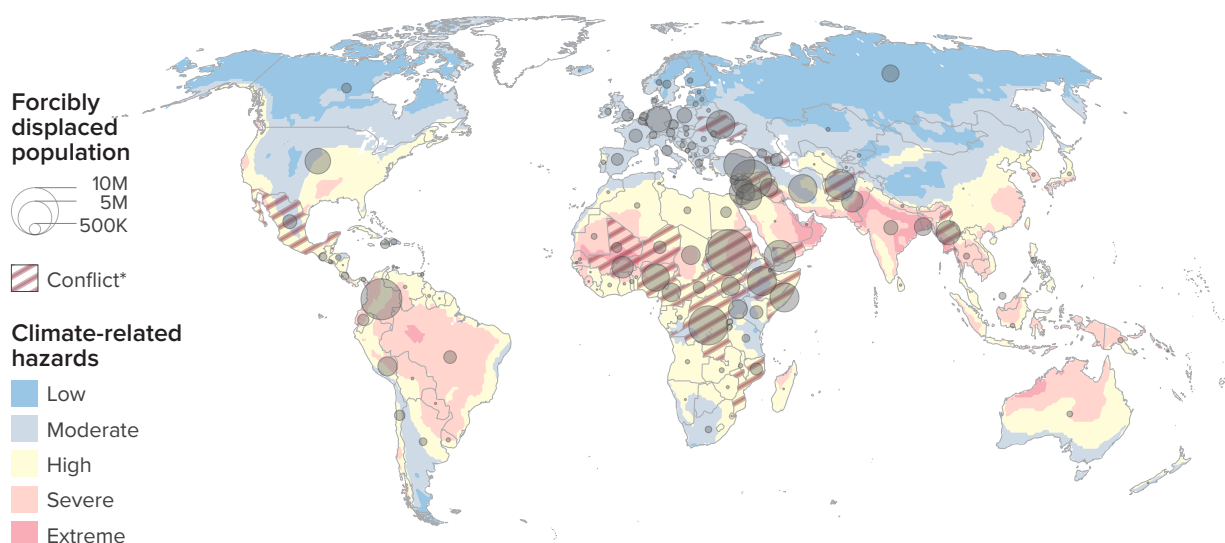 Forcibly
displaced
population
10M
5M
500K
Conflict*
Climate-related
hazards
Low
Moderate
High
Severe
Extreme